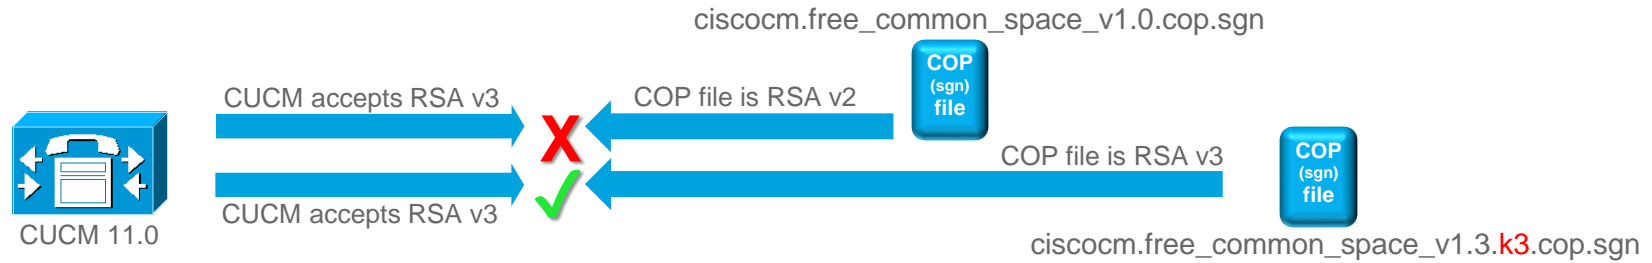 ciscocm.free_common_space_v1.0.cop.sgn
COP
(sgn)
file
CUCM accepts RSA v3
COP file is RSA v2
X
COP file is RSA v3
COP
(sgn)
file
CUCM accepts RSA v3
CUCM 11.0
ciscocm.free_common_space_v1.3.k3.cop.sgn